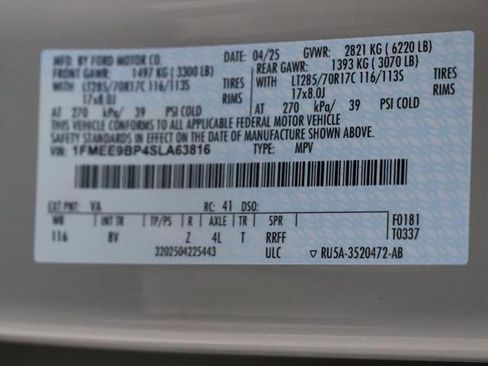 MFD. BY FORD MOTOR CO. DATE: 04/25 GVWR: 2821 KG (6220 LB)
FRONT GAWR: 1497 KG (3300 LB) REAR GAWR: 1393 KG (3070 LB)
WITH LT285/70R17C 116/113S TIRES WITH LT285/70R17C 116/113S TIRES
17x8.0J RIMS 17x8.0J RIMS
AT 270 kPa/ 39 PSI COLD AT 270 kPa/ 39 PSI COLD
THIS VEHICLE CONFORMS TO ALL APPLICABLE FEDERAL MOTOR VEHICLE
SAFETY STANDARDS IN EFFECT ON THE DATE OF MANUFACTURE SHOWN ABOVE.
VIN: 1FMEE9BP4SLA63816 TYPE: MPV
EXT PNT: VA RC: 41 DSO:
WB INT TR TP/PS R AXLE TR SPR F0181
116 8V Z 4L T RRFF T0337
3202504225443 ULC RU5A-3520472-AB